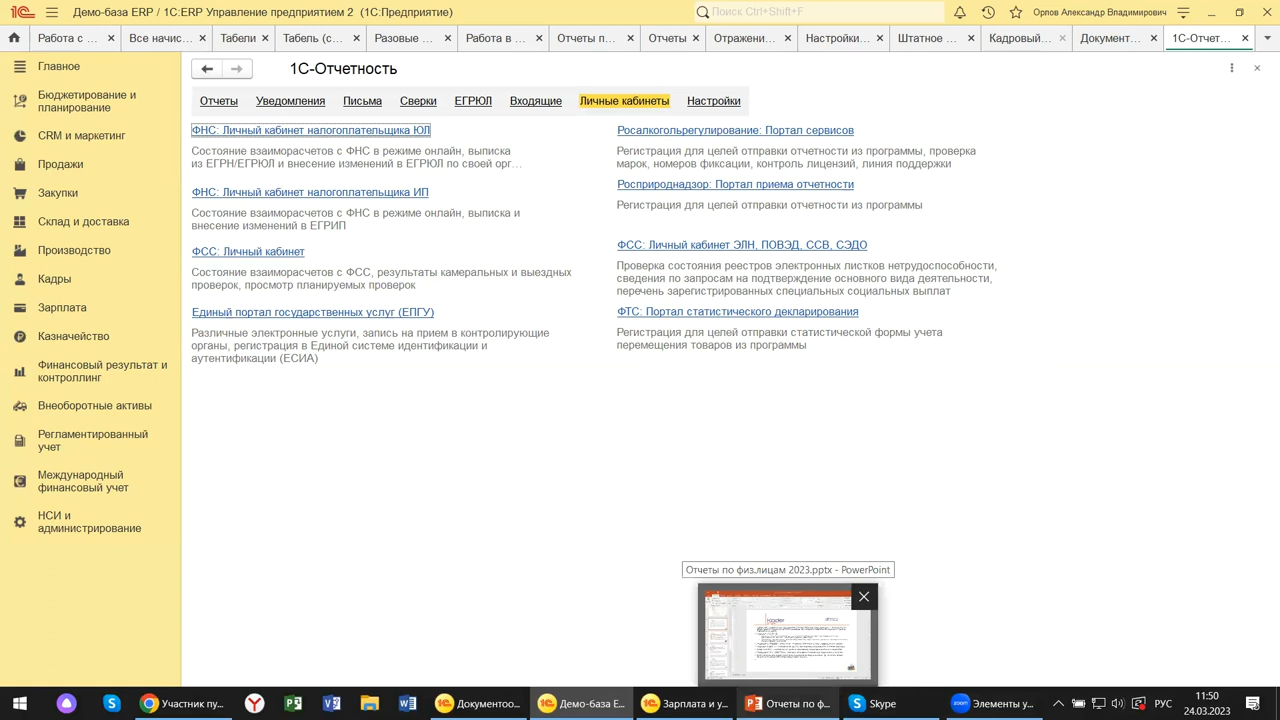 Демо-база ERP / 1С:ERP Управление предприятием 2 (1С:Предприятие)
Поиск Ctrl+Shift+F
Орлов Александр Владимирович
Работа с ...
Все начис...
Табели
Табель (с...
Разовые ...
Работа в ...
Отчеты п...
Отчеты
Отражени...
Настройки...
Штатное ...
Кадровый...
Документ...
1С-Отчет...
Главное
Бюджетирование и
планирование
CRM и маркетинг
Продажи
Закупки
Склад и доставка
Производство
Кадры
Зарплата
Казначейство
Финансовый результат и
контроллинг
Внеоборотные активы
Регламентированный
учет
Международный
финансовый учет
НСИ и
администрирование
1С-Отчетность
Отчеты
Уведомления
Письма
Сверки
ЕГРЮЛ
Входящие
Личные кабинеты
Настройки
ФНС: Личный кабинет налогоплательщика ЮЛ
Состояние взаиморасчетов с ФНС в режиме онлайн, выписка
из ЕГРН/ЕГРЮЛ и внесение изменений в ЕГРЮЛ по своей орг...
ФНС: Личный кабинет налогоплательщика ИП
Состояние взаиморасчетов с ФНС в режиме онлайн, выписка и
внесение изменений в ЕГРИП
ФСС: Личный кабинет
Состояние взаиморасчетов с ФСС, результаты камеральных и выездных
проверок, просмотр планируемых проверок
Единый портал государственных услуг (ЕПГУ)
Различные электронные услуги, запись на прием в контролирующие
органы, регистрация в Единой системе идентификации и
аутентификации (ЕСИА)
Росалкогольрегулирование: Портал сервисов
Регистрация для целей отправки отчетности из программы, проверка
марок, номеров фиксации, контроль лицензий, линия поддержки
Росприроднадзор: Портал приема отчетности
Регистрация для целей отправки отчетности из программы
ФСС: Личный кабинет ЭЛН, ПОВЭД, ССВ, СЭДО
Проверка состояния реестров электронных листков нетрудоспособности,
сведения по запросам на подтверждение основного вида деятельности,
перечень зарегистрированных специальных социальных выплат
ФТС: Портал статистического декларирования
Регистрация для целей отправки статистической формы учета
перемещения товаров из программы
Отчеты по физ.лицам 2023.pptx - PowerPoint
Участник пу...
Документоо...
Демо-база E...
Зарплата и у...
Отчеты по ф...
Skype
Элементы у...
РУС
11:50
24.03.2023